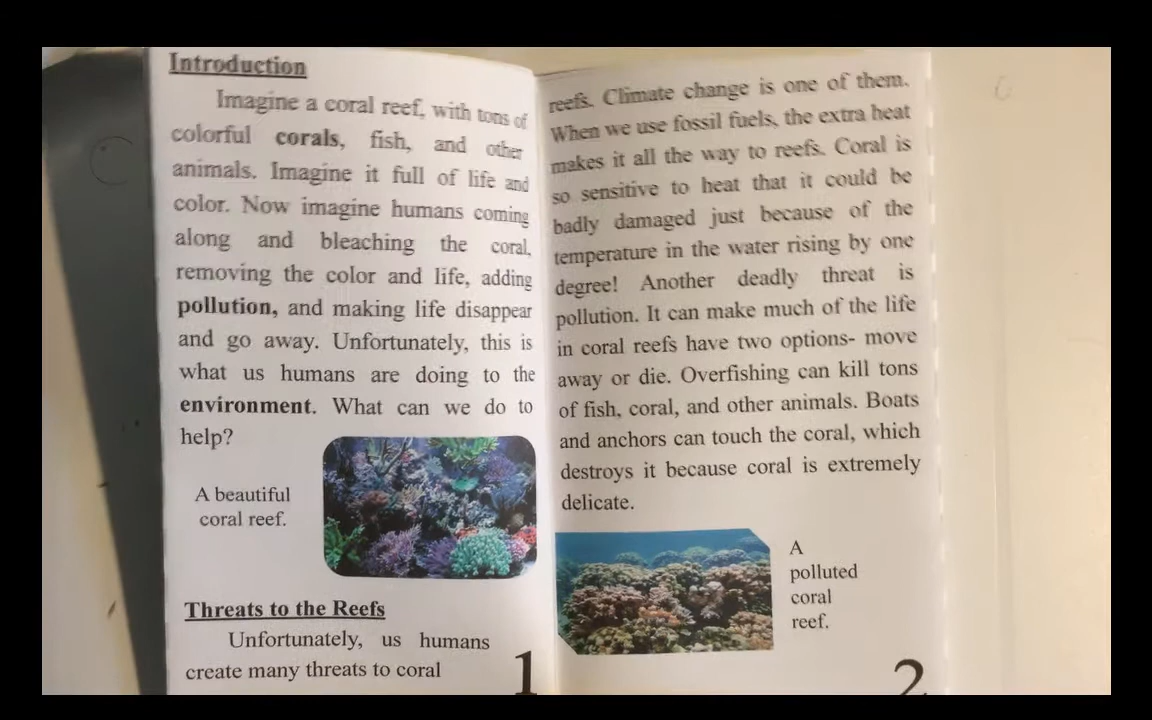 Introduction
Imagine a coral reef, with tons of
colorful corals, fish, and other
animals. Imagine it full of life and
color. Now imagine humans coming
along and bleaching the coral,
removing the color and life, adding
pollution, and making life disappear
and go away. Unfortunately, this is
what us humans are doing to the
environment. What can we do to
help?
A beautiful
coral reef.
Threats to the Reefs
Unfortunately, us humans
create many threats to coral
1
reefs. Climate change is one of them.
When we use fossil fuels, the extra heat
makes it all the way to reefs. Coral is
so sensitive to heat that it could be
badly damaged just because of the
temperature in the water rising by one
degree! Another deadly threat is
pollution. It can make much of the life
in coral reefs have two options- move
away or die. Overfishing can kill tons
of fish, coral, and other animals. Boats
and anchors can touch the coral, which
destroys it because coral is extremely
delicate.
A
polluted
coral
reef.
2